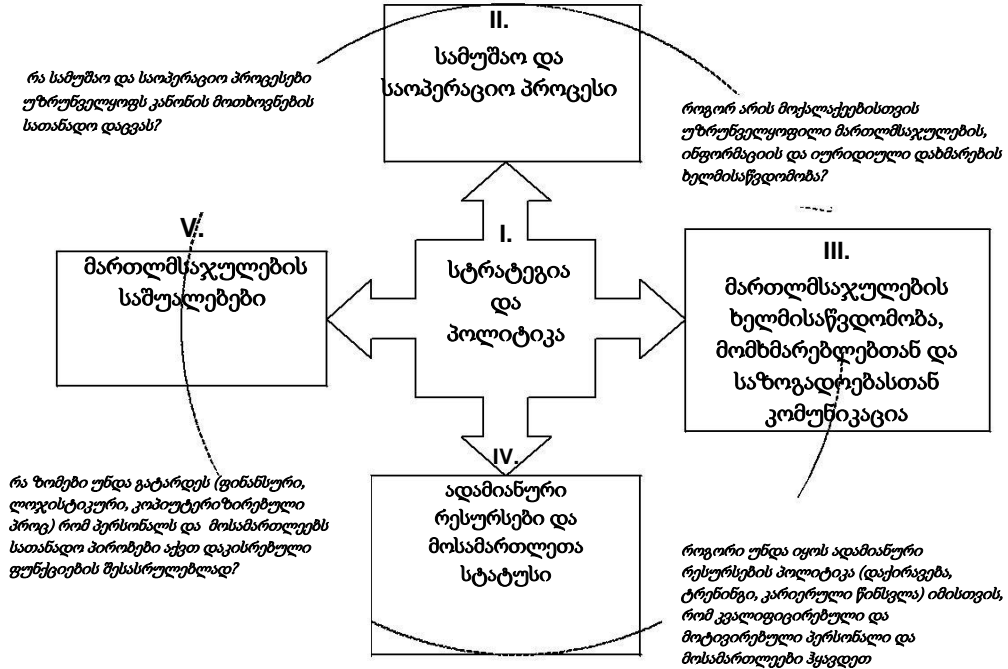 II.
სამუშაო და
საოპერაციო პროცესი
რა სამუშაო და საოპერაციო პროცესები
უზრუნველყოფს კანონის მოთხოვნების
სათანადო დაცვას?
როგორ არის მოქალაქეებისთვის
უზრუნველყოფილი მართლმსაჯულების,
ინფორმაციის და იურიდიული დახმარების
ხელმისაწვდომობა?
V.
მართლმსაჯულების
საშუალებები
I.
სტრატეგია
და
პოლიტიკა
III.
მართლმსაჯულების
ხელმისაწვდომობა,
მომხმარებლებთან და
საზოგადოებასთან
კომუნიკაცია
რა ზომები უნდა გატარდეს (ფინანსური,
ლოჯისტიკური, კოპიუტერიზირებული
პროც) რომ პერსონალს და მოსამართლეებს
სათანადო პირობები აქვთ დაკისრებული
ფუნქციების შესასრულებლად?
IV.
ადამიანური
რესურსები და
მოსამართლეთა
სტატუსი
როგორი უნდა იყოს ადამიანური
რესურსების პოლიტიკა (დაქირავება,
ტრენინგი, კარიერული წინსვლა) იმისთვის,
რომ კვალიფიცირებული და
მოტივირებული პერსონალი და
მოსამართლეები ჰყავდეთ